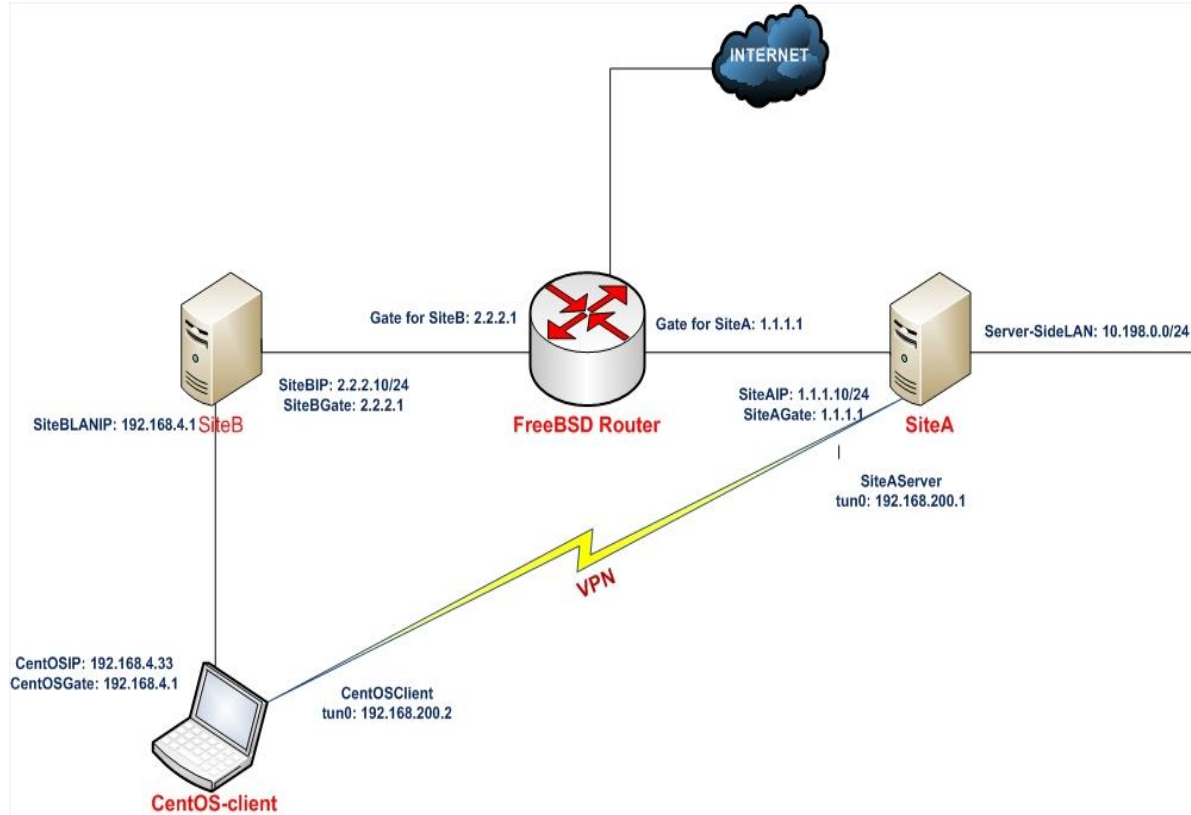 INTERNET
Gate for SiteB: 2.2.2.1
Gate for SiteA: 1.1.1.1
Server-SideLAN: 10.198.0.0/24
SiteBIP: 2.2.2.10/24
SiteBGate: 2.2.2.1
SiteAIP: 1.1.1.10/24
SiteAGate: 1.1.1.1
SiteBLANIP: 192.168.4.1
SiteB
FreeBSD Router
SiteA
SiteAServer
tun0: 192.168.200.1
VPN
CentOSIP: 192.168.4.33
CentOSGate: 192.168.4.1
CentOSClient
tun0: 192.168.200.2
CentOS-client